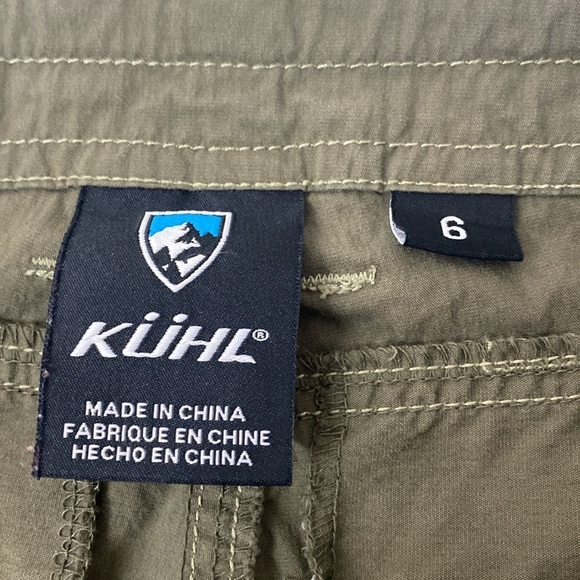 KÜHL®
MADE IN CHINA
FABRIQUE EN CHINE
HECHO EN CHINA
6